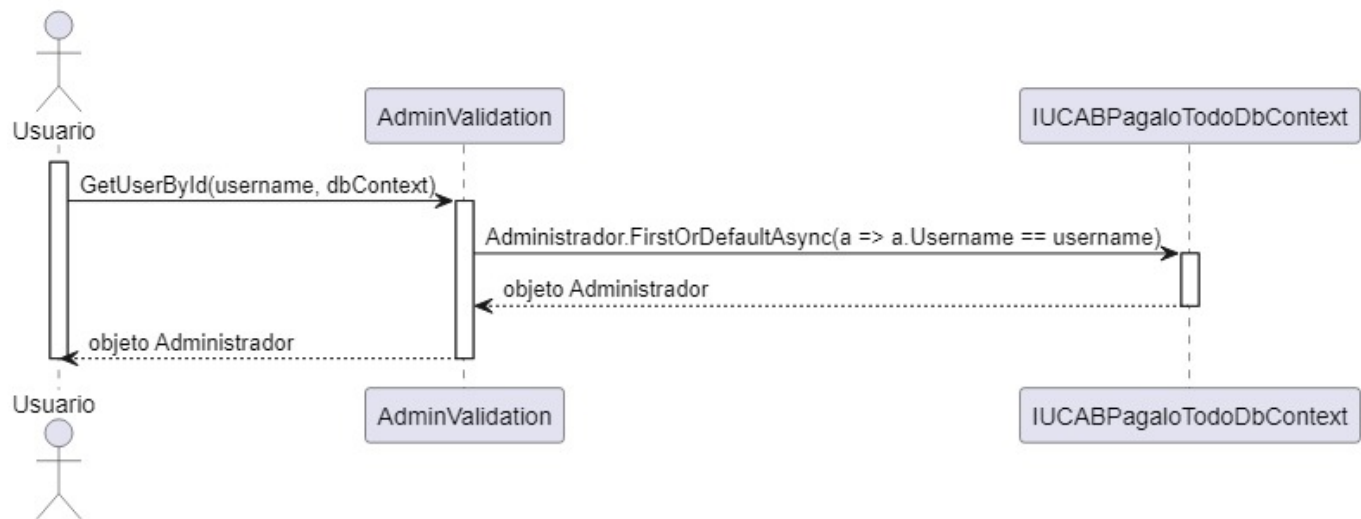 Usuario
AdminValidation
IUCABPagaloTodoDbContext
GetUserById(username, dbContext)
Administrador.FirstOrDefaultAsync(a => a.Username == username)
objeto Administrador
objeto Administrador
Usuario
AdminValidation
IUCABPagaloTodoDbContext